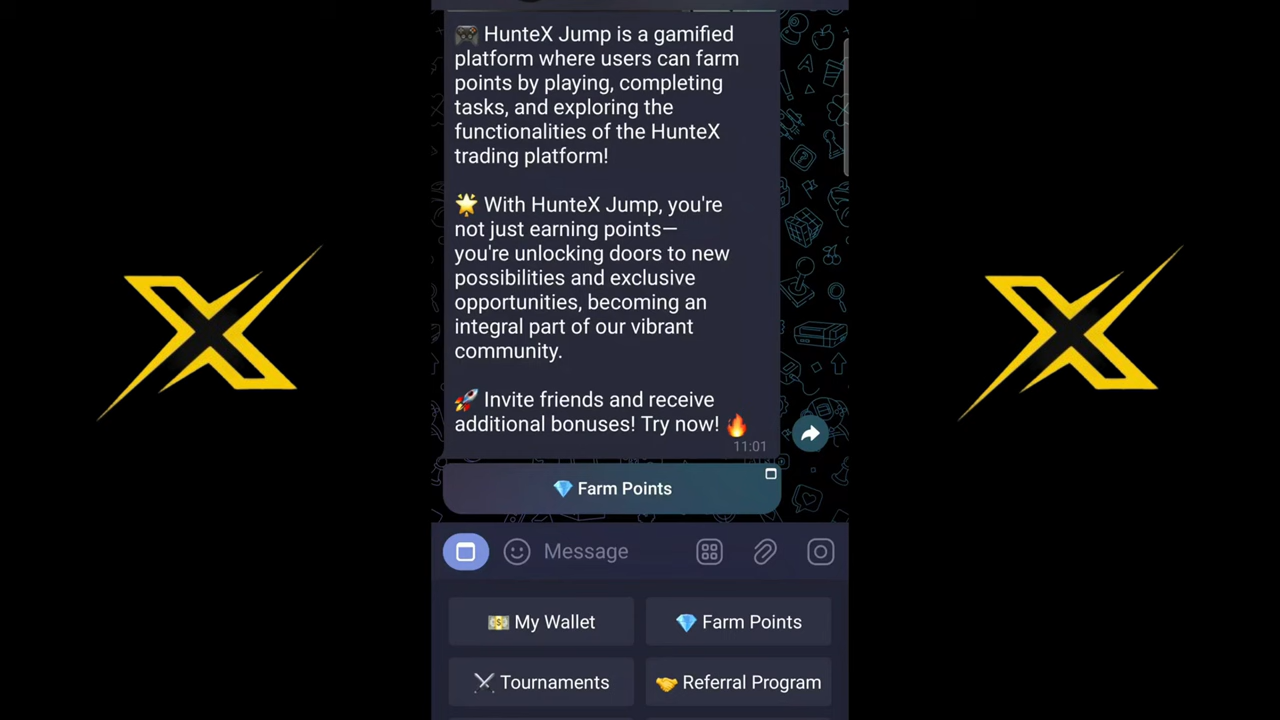 🎮 HunteX Jump is a gamified
platform where users can farm
points by playing, completing
tasks, and exploring the
functionalities of the HunteX
trading platform!
🌟 With HunteX Jump, you're
not just earning points—
you're unlocking doors to new
possibilities and exclusive
opportunities, becoming an
integral part of our vibrant
community.
🚀 Invite friends and receive
additional bonuses! Try now! 🔥
11:01
💎 Farm Points
Message
💵 My Wallet
💎 Farm Points
⚔ Tournaments
🤝 Referral Program